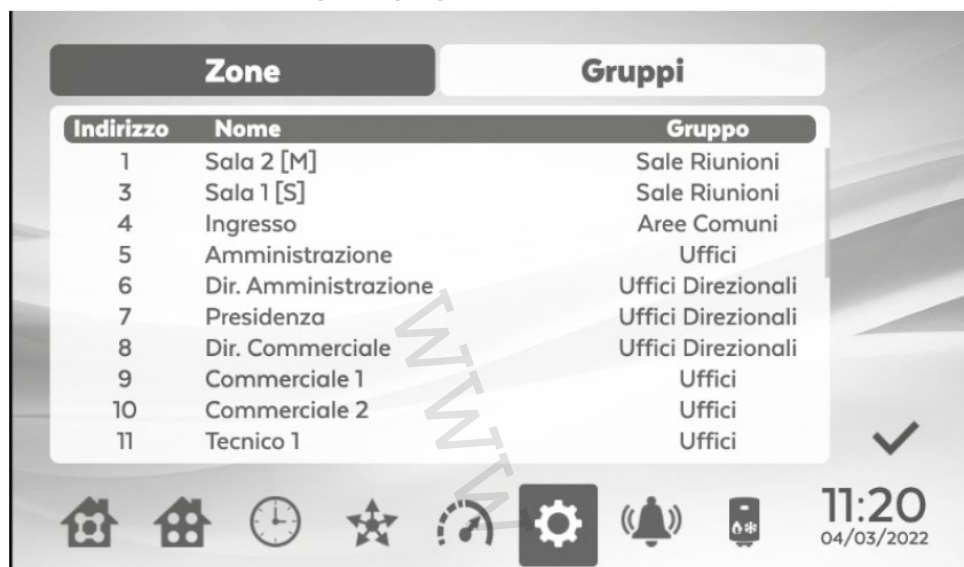 Zone Gruppi
Indirizzo Nome Gruppo
1 Sala 2 [M] Sale Riunioni
3 Sala 1 [S] Sale Riunioni
4 Ingresso Aree Comuni
5 Amministrazione Uffici
6 Dir. Amministrazione Uffici Direzionali
7 Presidenza Uffici Direzionali
8 Dir. Commerciale Uffici Direzionali
9 Commerciale 1 Uffici
10 Commerciale 2 Uffici
11 Tecnico 1 Uffici
11:20
04/03/2022
www.